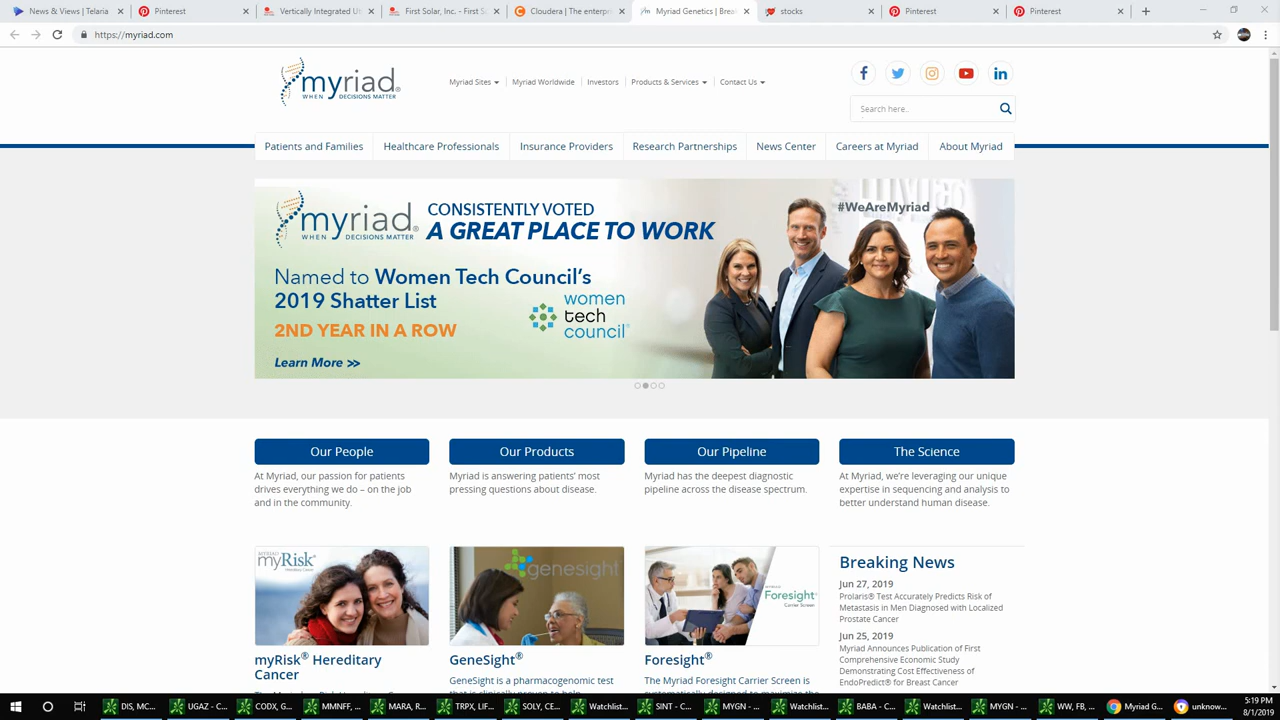 News & Views | Telaria
Pinterest
Vertically Integrated Ut
First Solar, Inc. - First So
Cloudera | The enterpri
Myriad Genetics | Brea
stocks
Pinterest
Pinterest
https://myriad.com
myriad®
WHEN DECISIONS MATTER
Myriad Sites
Myriad Worldwide
Investors
Products & Services
Contact Us
Search here..
Patients and Families
Healthcare Professionals
Insurance Providers
Research Partnerships
News Center
Careers at Myriad
About Myriad
myriad®
WHEN DECISIONS MATTER
CONSISTENTLY VOTED
A GREAT PLACE TO WORK
#WeAreMyriad
Named to Women Tech Council's
2019 Shatter List
2ND YEAR IN A ROW
women
tech
council
Learn More >>
Our People
At Myriad, our passion for patients
drives everything we do – on the job
and in the community.
Our Products
Myriad is answering patients' most
pressing questions about disease.
Our Pipeline
Myriad has the deepest diagnostic
pipeline across the disease spectrum.
The Science
At Myriad, we're leveraging our unique
expertise in sequencing and analysis to
better understand human disease.
MYRIAD
myRisk®
Hereditary Cancer
myRisk® Hereditary
Cancer
genesight
GeneSight®
GeneSight is a pharmacogenomic test
MYRIAD
Foresight®
Carrier Screen
Foresight®
The Myriad Foresight Carrier Screen is
Breaking News
Jun 27, 2019
Prolaris® Test Accurately Predicts Risk of
Metastasis in Men Diagnosed with Localized
Prostate Cancer
Jun 25, 2019
Myriad Announces Publication of First
Comprehensive Economic Study
Demonstrating Cost Effectiveness of
EndoPredict® for Breast Cancer
DIS, MC...
UGAZ - C...
CODX, G...
MMNFF, ...
MARA, R...
TRPX, LIF...
SOLY, CE...
Watchlist...
SINT - C...
MYGN - ...
Watchlist...
BABA - C...
Watchlist...
MYGN - ...
WW, FB, ...
Myriad G...
unknow...
5:19 PM
8/1/2019